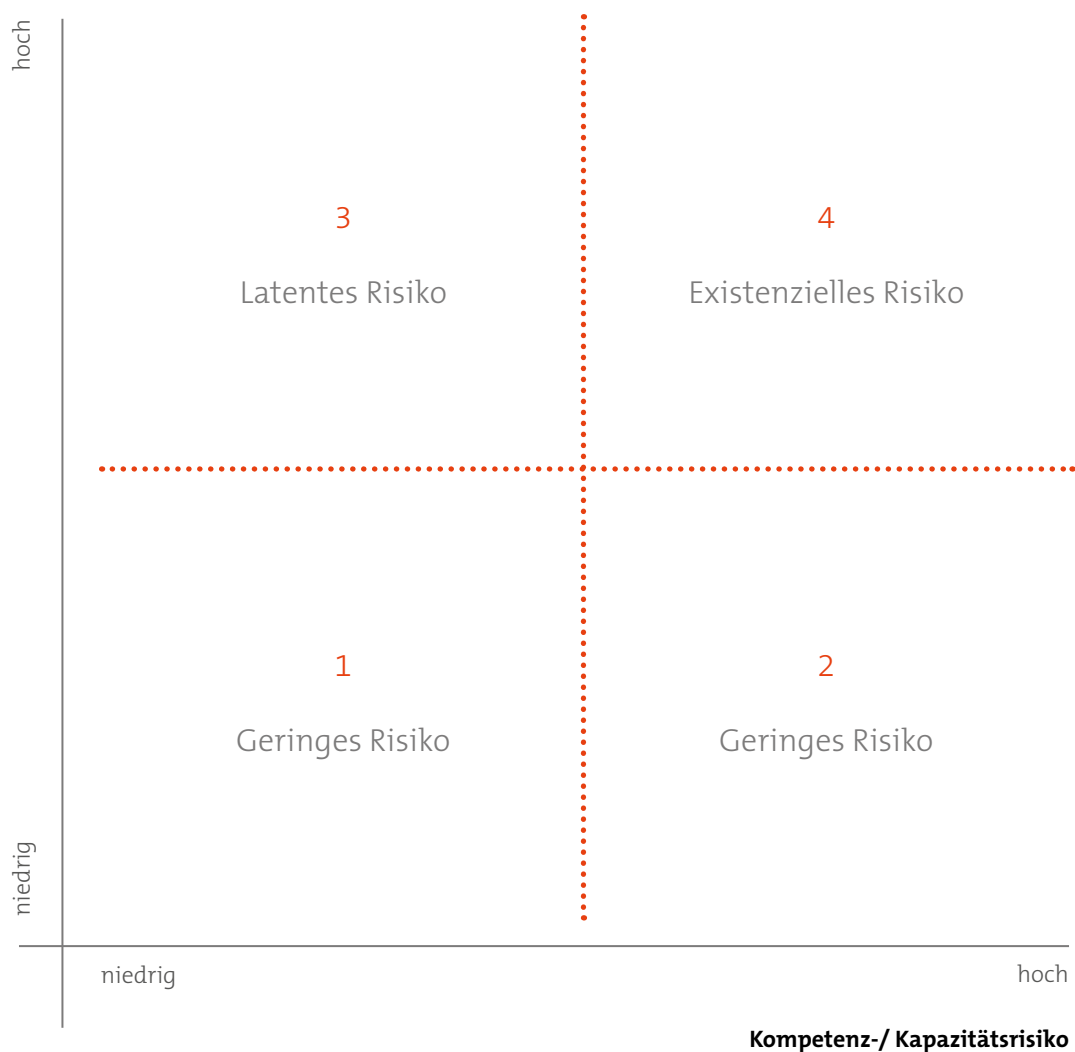 hoch
3
4
Latentes Risiko
Existenzielles Risiko
1
2
Geringes Risiko
Geringes Risiko
niedrig
niedrig
hoch
Kompetenz-/ Kapazitätsrisiko